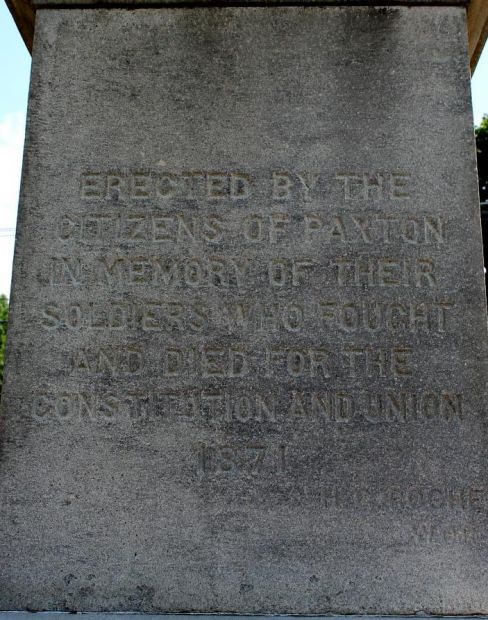 ERECTED BY THE
CITIZENS OF PAXTON
IN MEMORY OF THEIR
SOLDIERS WHO FOUGHT
AND DIED FOR THE
CONSTITUTION AND UNION
1871
ROCHE